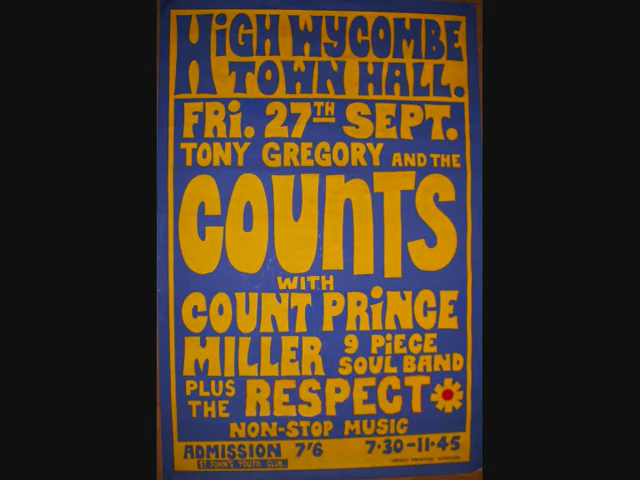 HiGH WYCOMBE
TOWN HALL.
FRi. 27TH SEPT.
TONY GREGORY AND THE
COUNTS
WITH
COUNT PRiNCE
MILLER 9 PiECE
SOUL BAND
PLUS THE RESPECT
NON-STOP MUSIC
ADMISSION 7'6 7·30-11·45
ST. JOHN'S YOUTH CLUB.